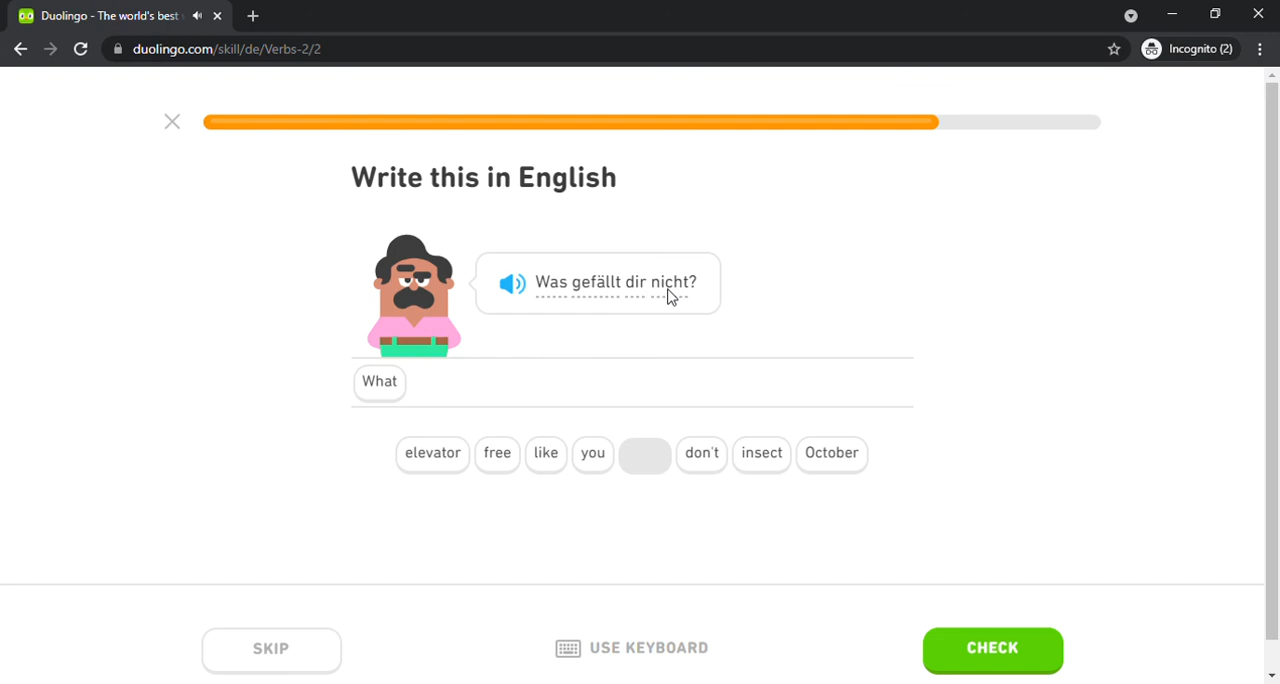 Duolingo - The world's best
duolingo.com/skill/de/Verbs-2/2
Incognito (2)
Write this in English
Was gefällt dir nicht?
What
elevator free like you don't insect October
SKIP
USE KEYBOARD
CHECK